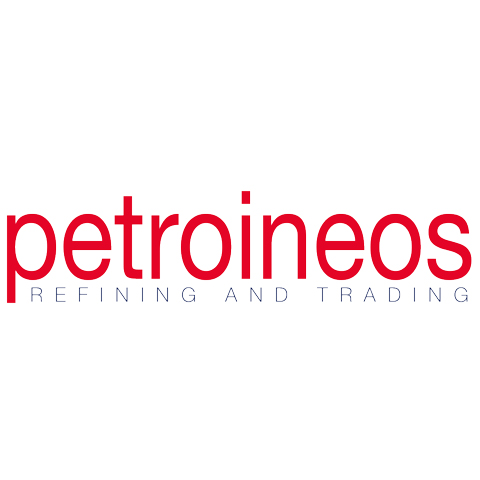 petroineos
REFINING AND TRADING